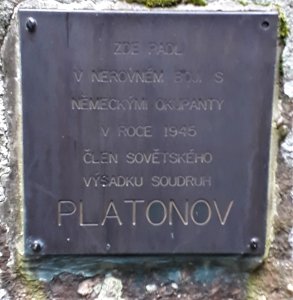 ZDE PADL
V NEROVNÉM BOJI S
NĚMECKÝMI OKUPANTY
V ROCE 1945
ČLEN SOVĚTSKÉHO
VÝSADKU SOUDRUH
PLATONOV